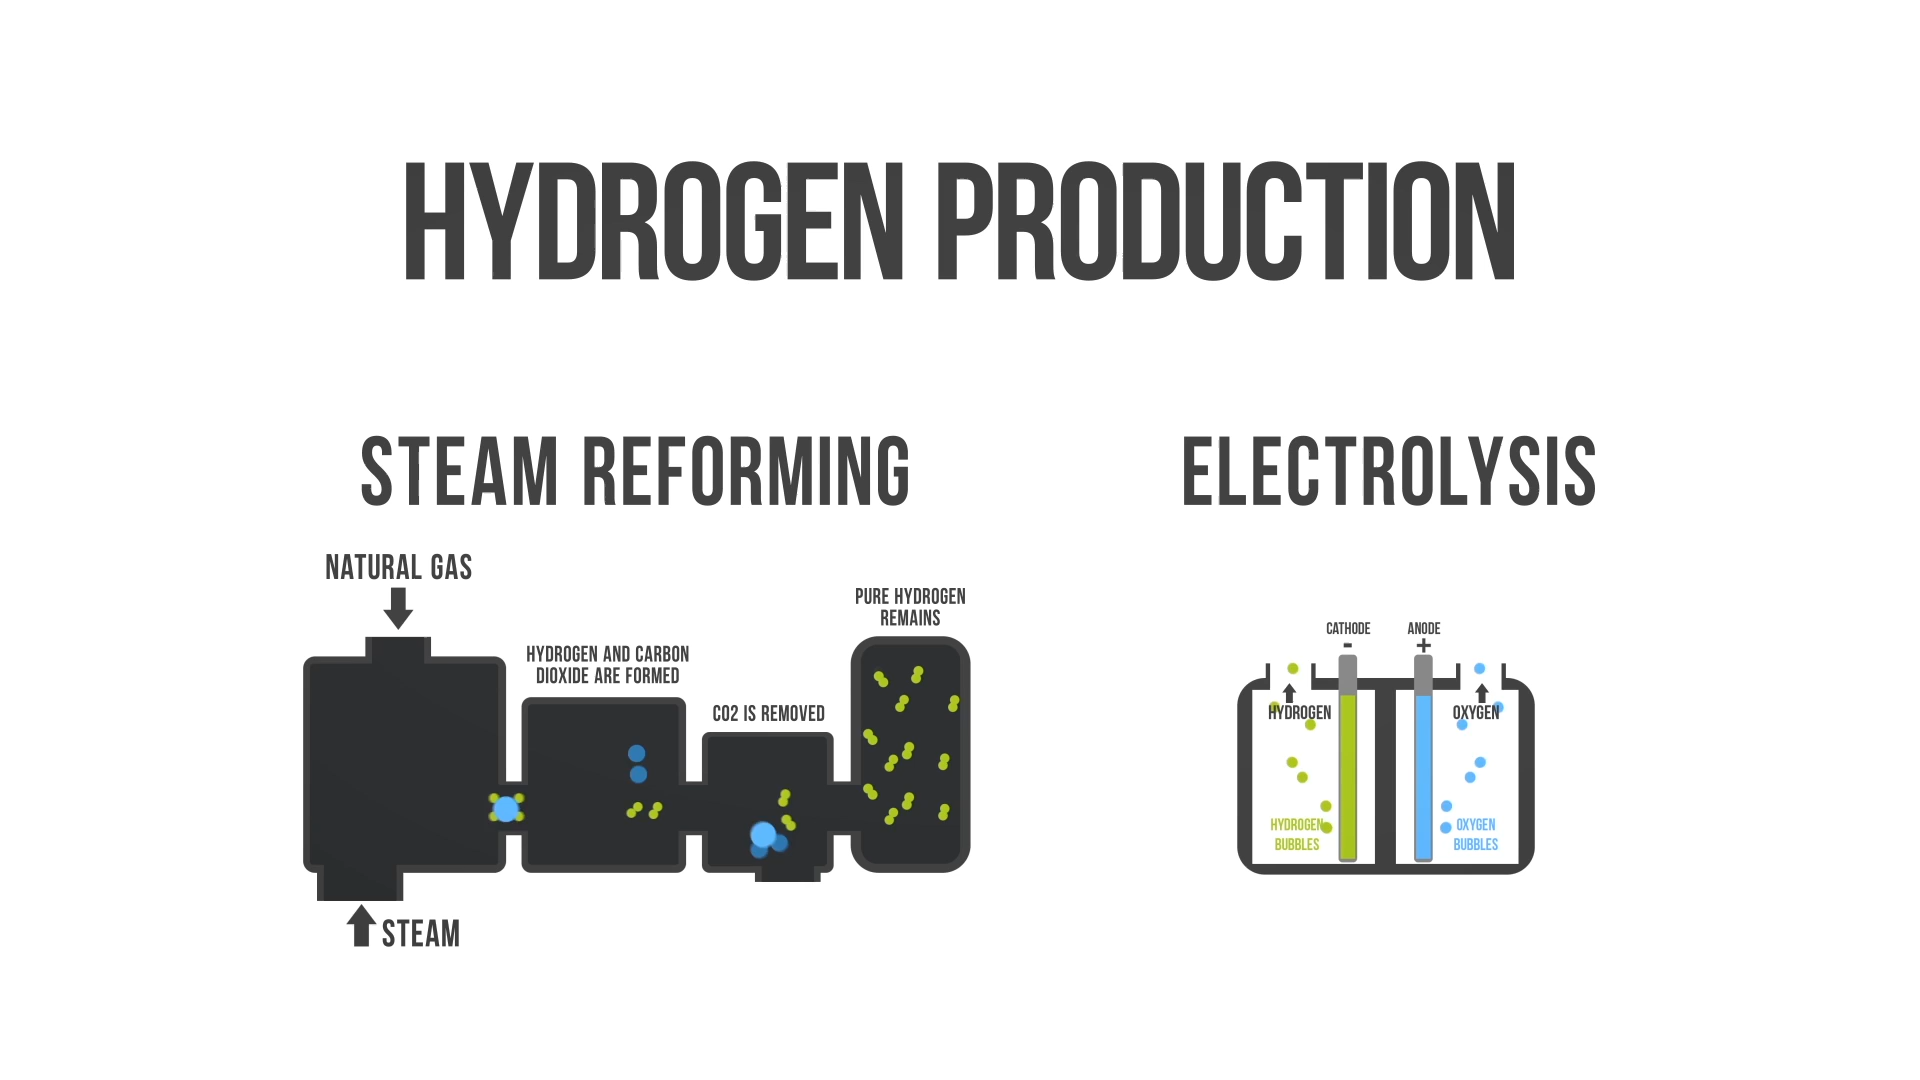 HYDROGEN PRODUCTION
STEAM REFORMING
NATURAL GAS
HYDROGEN AND CARBON
DIOXIDE ARE FORMED
CO2 IS REMOVED
PURE HYDROGEN
REMAINS
STEAM
ELECTROLYSIS
CATHODE
-
ANODE
+
HYDROGEN
OXYGEN
HYDROGEN
BUBBLES
OXYGEN
BUBBLES